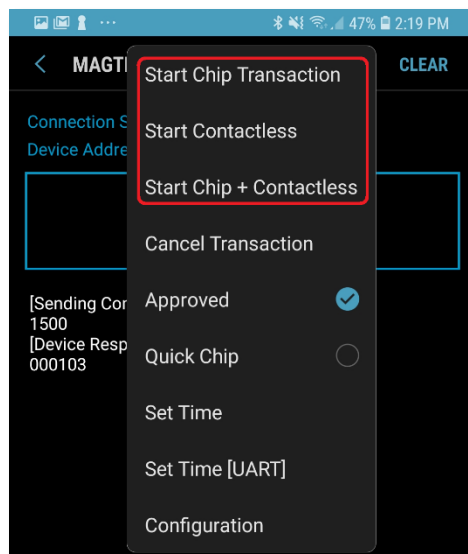 47% 2:19 PM
MAGT
CLEAR
Connection S
Device Addre
Start Chip Transaction
Start Contactless
Start Chip + Contactless
Cancel Transaction
Approved
Quick Chip
Set Time
Set Time [UART]
Configuration
[Sending Cor
1500
[Device Resp
000103